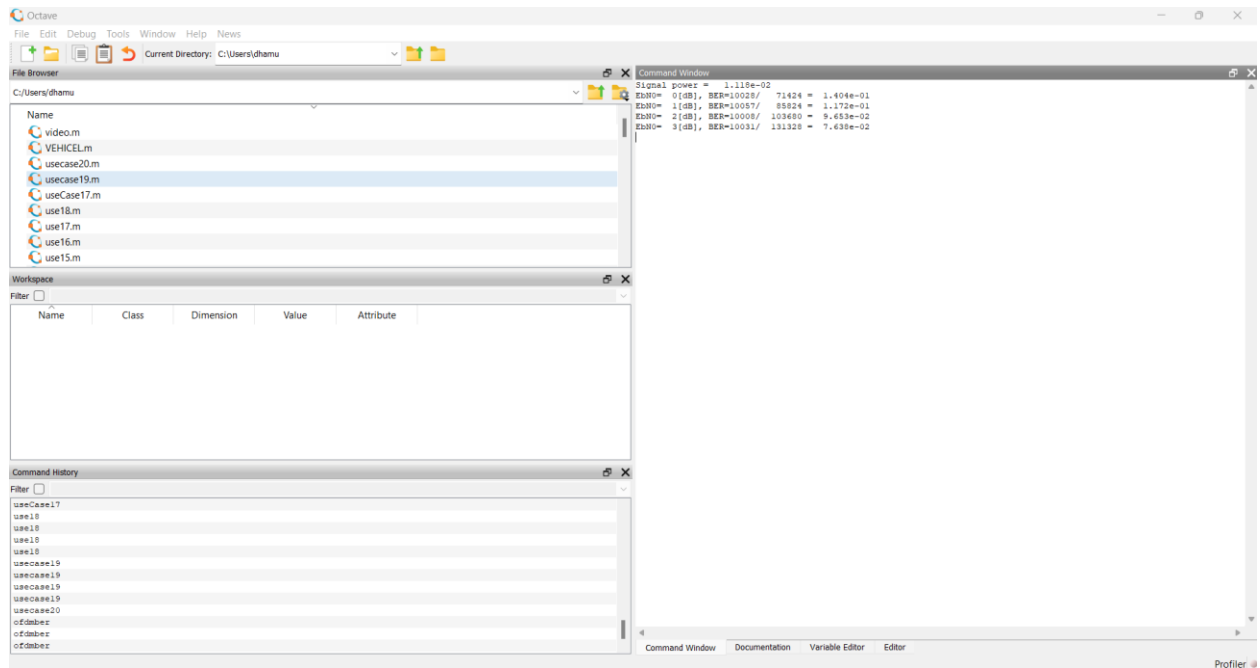 Octave
File Edit Debug Tools Window Help News
Current Directory: C:\Users\dhamu
File Browser
C:/Users/dhamu
Name
video.m
VEHICEL.m
usecase20.m
usecase19.m
useCase17.m
use18.m
use17.m
use16.m
use15.m
Workspace
Filter
Name Class Dimension Value Attribute
Command History
Filter
useCase17
use18
use18
use18
use18
usecase19
usecase19
usecase19
usecase19
usecase20
ofdmber
ofdmber
ofdmber
Command Window
Signal power = 1.118e-02
EbN0= 0[dB], BER=10028/ 71424 = 1.404e-01
EbN0= 1[dB], BER=10057/ 85824 = 1.172e-01
EbN0= 2[dB], BER=10008/ 103680 = 9.653e-02
EbN0= 3[dB], BER=10031/ 131328 = 7.638e-02
Command Window Documentation Variable Editor Editor
Profiler